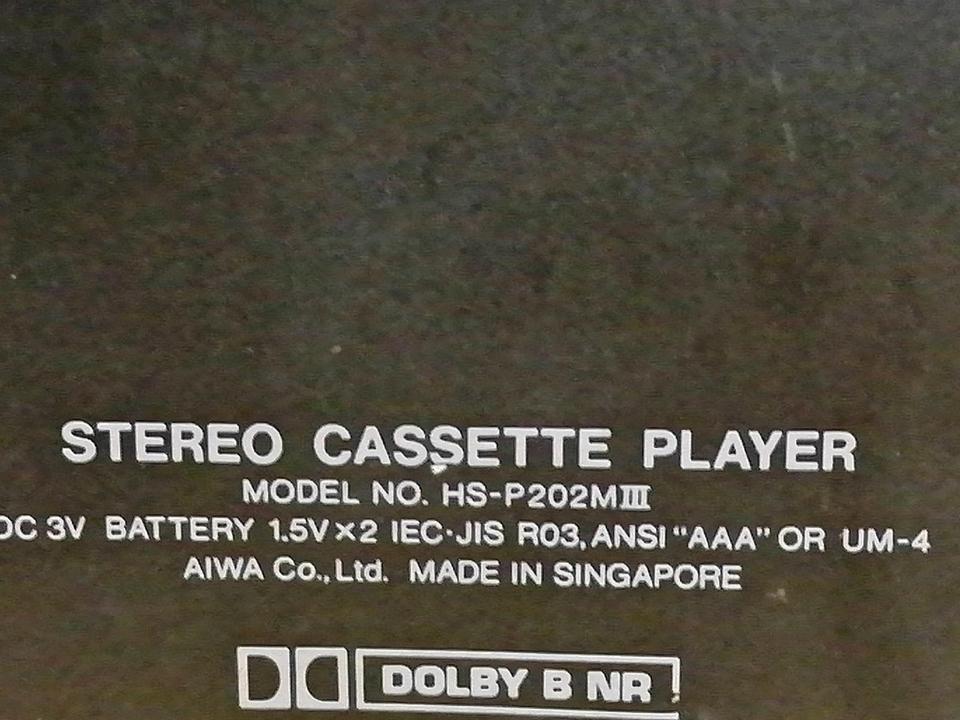 STEREO CASSETTE PLAYER
MODEL NO. HS-P202MIII
DC 3V BATTERY 1.5V×2 IEC·JIS R03, ANSI “AAA” OR UM-4
AIWA Co., Ltd. MADE IN SINGAPORE
DOLBY B NR